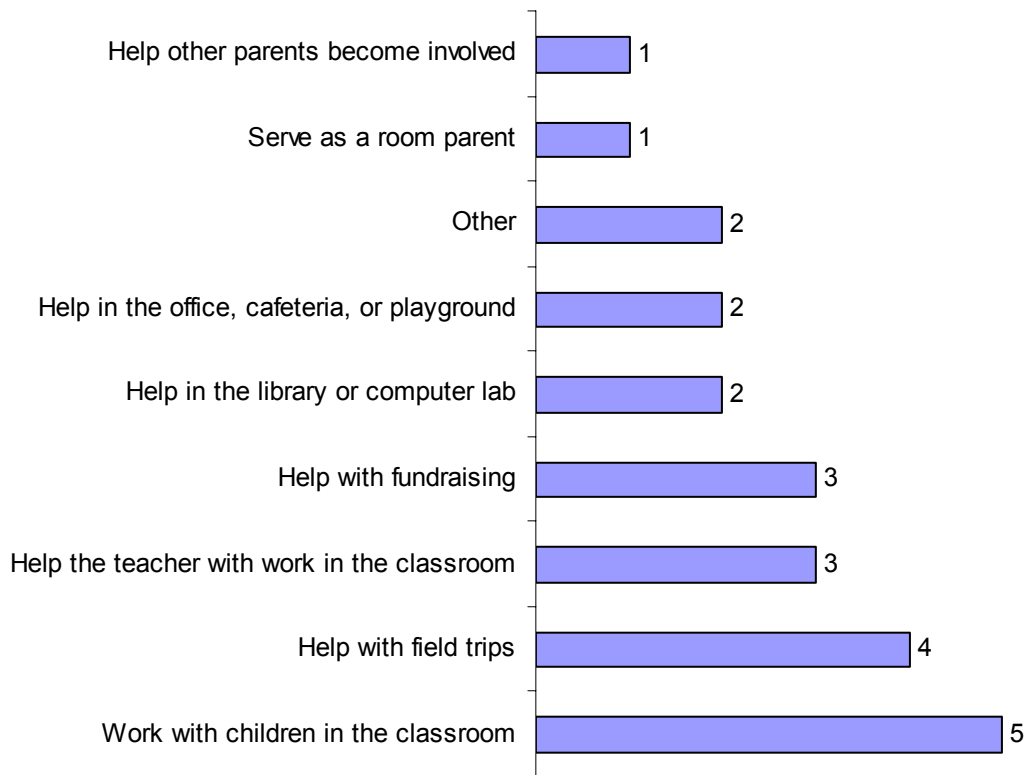 Help other parents become involved 1
Serve as a room parent 1
Other 2
Help in the office, cafeteria, or playground 2
Help in the library or computer lab 2
Help with fundraising 3
Help the teacher with work in the classroom 3
Help with field trips 4
Work with children in the classroom 5